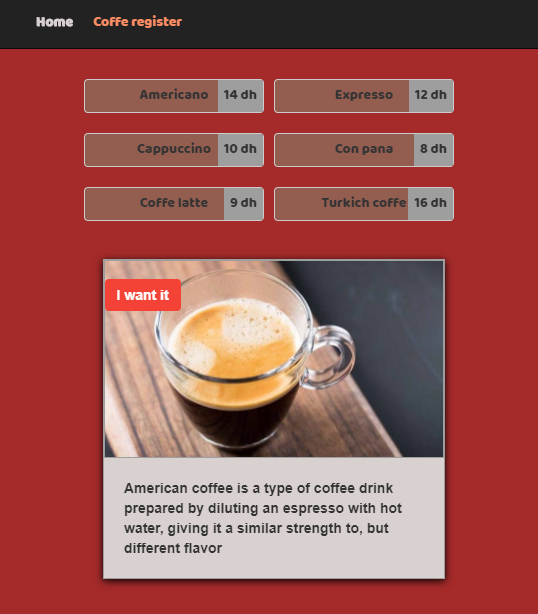 Home Coffe register
Americano 14 dh Expresso 12 dh
Cappuccino 10 dh Con pana 8 dh
Coffe latte 9 dh Turkich coffe 16 dh
I want it
American coffee is a type of coffee drink
prepared by diluting an espresso with hot
water, giving it a similar strength to, but
different flavor